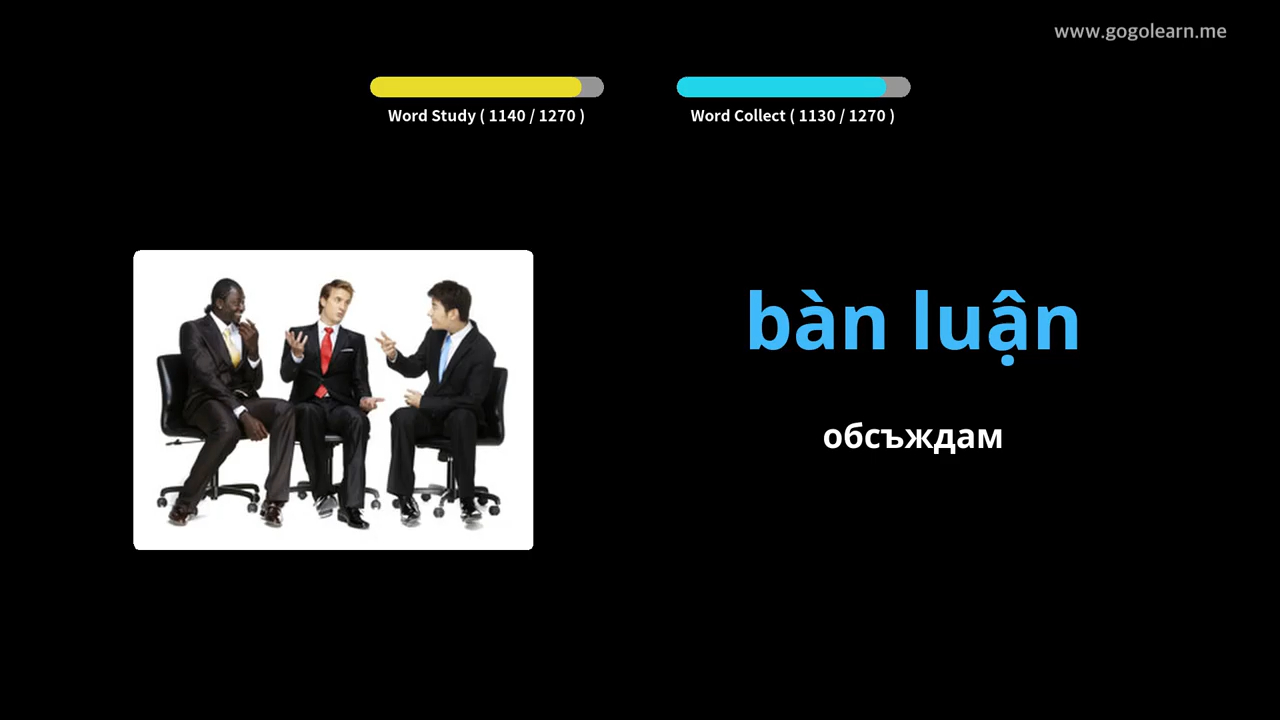 www.gogolearn.me
Word Study ( 1140 / 1270 )
Word Collect ( 1130 / 1270 )
bàn luận
обсъждам